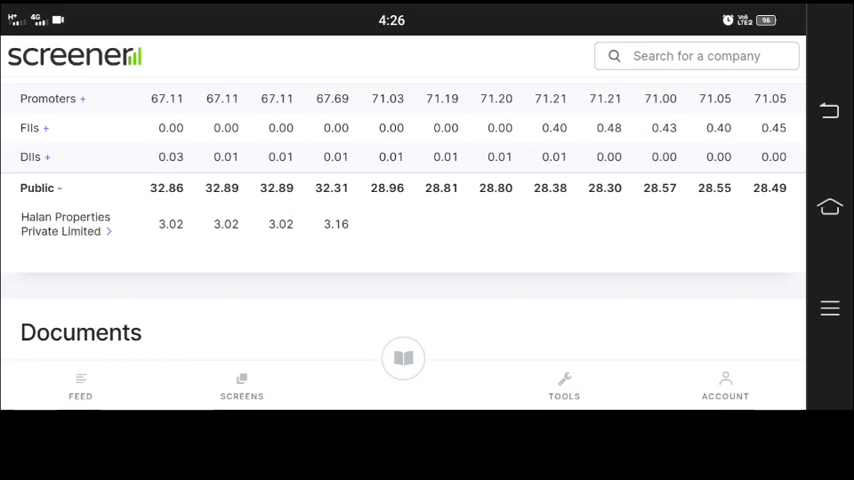 H+ 4G 4:26 VoB LTE2 96
screener Search for a company
Promoters + 67.11 67.11 67.11 67.69 71.03 71.19 71.20 71.21 71.21 71.00 71.05 71.05
FIIs + 0.00 0.00 0.00 0.00 0.00 0.00 0.00 0.40 0.48 0.43 0.40 0.45
DIIs + 0.03 0.01 0.01 0.01 0.01 0.01 0.01 0.01 0.00 0.00 0.00 0.00
Public - 32.86 32.89 32.89 32.31 28.96 28.81 28.80 28.38 28.30 28.57 28.55 28.49
Halan Properties
Private Limited > 3.02 3.02 3.02 3.16
Documents
FEED SCREENS TOOLS ACCOUNT